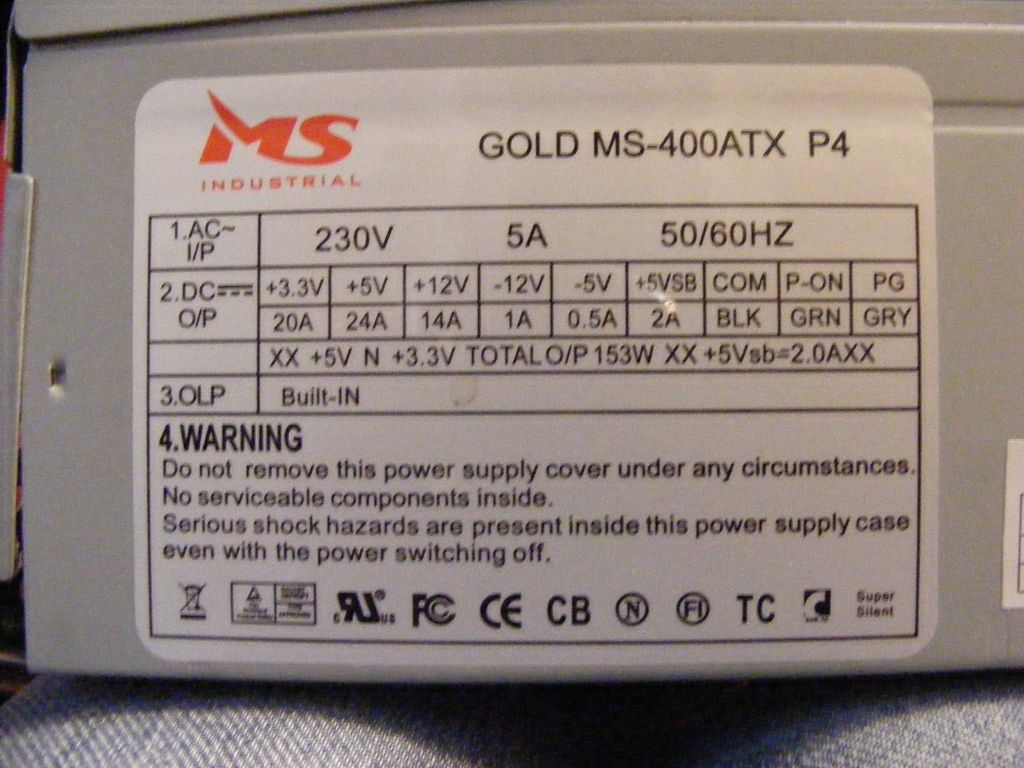 MS
INDUSTRIAL
GOLD MS-400ATX P4
1.AC~ I/P 230V 5A 50/60HZ
2.DC O/P +3.3V +5V +12V -12V -5V +5VSB COM P-ON PG
20A 24A 14A 1A 0.5A 2A BLK GRN GRY
XX +5V N +3.3V TOTAL O/P 153W XX +5Vsb=2.0AXX
3.OLP Built-IN
4.WARNING
Do not remove this power supply cover under any circumstances.
No serviceable components inside.
Serious shock hazards are present inside this power supply case
even with the power switching off.
c RU us FC CE CB N FI TC Super
Silent